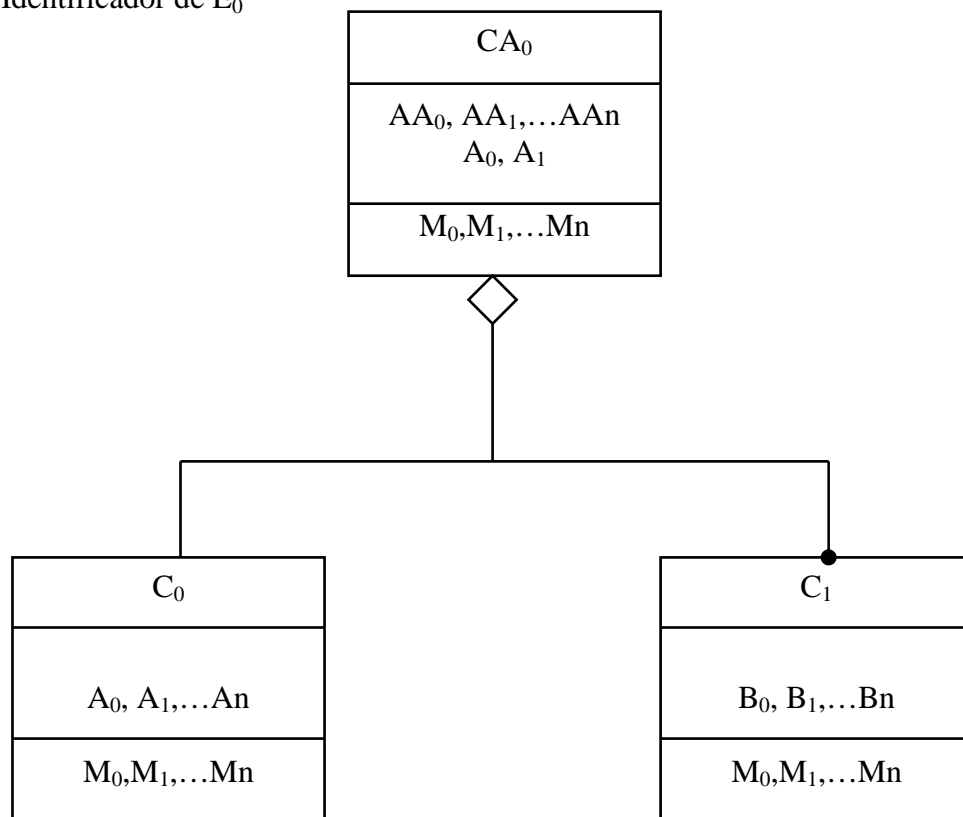 Identificador de E₀
CA₀
AA₀, AA₁,…AAn
A₀, A₁
M₀,M₁,…Mn
C₀
C₁
A₀, A₁,…An
B₀, B₁,…Bn
M₀,M₁,…Mn
M₀,M₁,…Mn